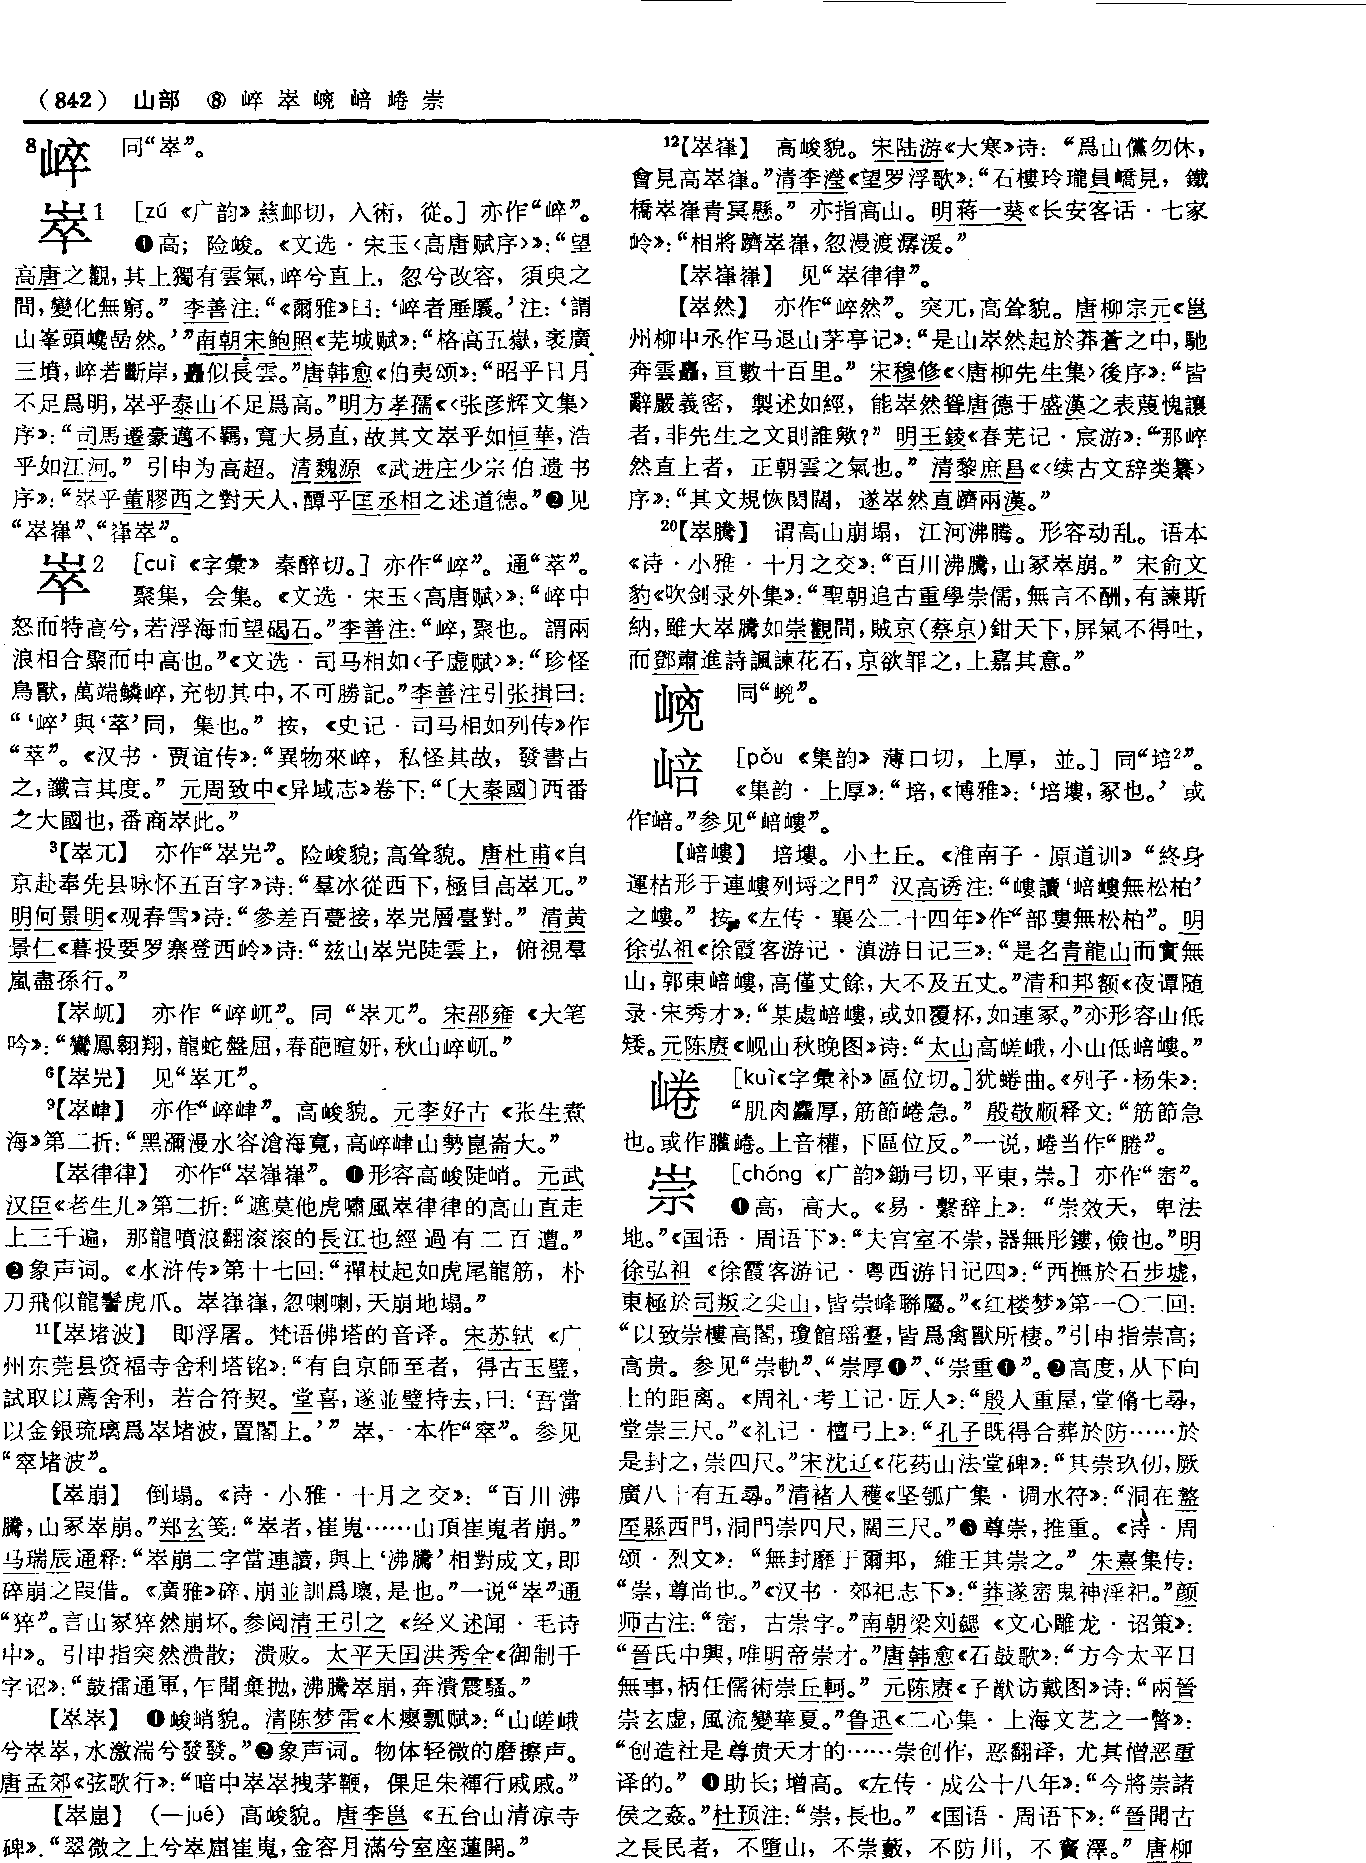 (842) 山部 ⑧ 崪崒㟴㟝崣崇
8崪 同“崒”。
崒1 [zú《广韵》慈卹切，入術，從。]亦作“崪”。
❶高；险峻。《文选·宋玉〈高唐赋序〉》：“望
高唐之觀，其上獨有雲氣，崪兮直上，忽兮改容，須臾之
間，變化無窮。”李善注：“《爾雅》曰：‘崪者厜㕒。’注：‘謂
山峯頭巉嵒然。’”南朝宋鮑照《芜城赋》：“格高五嶽，袤廣
三墳，崪若斷岸，矗似長雲。”唐韩愈《伯夷颂》：“昭乎日月
不足爲明，崒乎泰山不足爲高。”明方孝孺《〈张彦辉文集〉
序》：“司馬遷豪邁不羈，寬大易直，故其文崒乎如恒華，浩
乎如江河。”引申为高超。清魏源《武进庄少宗伯遗书
序》：“崒乎董膠西之對天人，醰乎匡丞相之述道德。”❷见
“崒嵂”、“嵂崒”。
崒2 [cuì《字彙》秦醉切。]亦作“崪”。通“萃”。
聚集，会集。《文选·宋玉〈高唐赋〉》：“崪中
怒而特高兮，若浮海而望碣石。”李善注：“崪，聚也。謂兩
浪相合聚而中高也。”《文选·司马相如〈子虚赋〉》：“珍怪
鳥獸，萬端鱗崪，充牣其中，不可勝記。”李善注引张揖曰：
“‘崪’與‘萃’同，集也。”按，《史记·司马相如列传》作
“萃”。《汉书·贾谊传》：“異物來崪，私怪其故，發書占
之，讖言其度。”元周致中《异域志》卷下：“〔大秦國〕西番
之大國也，番商崒此。”
3【崒兀】 亦作“崒㞳”。险峻貌；高耸貌。唐杜甫《自
京赴奉先县咏怀五百字》诗：“羣冰從西下，極目高崒兀。”
明何景明《观春雪》诗：“參差百甍接，崒㞳層臺對。”清黄
景仁《暮投要罗寨登西岭》诗：“兹山崒㞳陡雲上，俯視羣
嵐盡孫行。”
【崒屼】 亦作“崪屼”。同“崒兀”。宋邵雍《大笔
吟》：“鸞鳳翱翔，龍蛇盤屈，春葩暄妍，秋山崪屼。”
6【崒㞳】 见“崒兀”。
9【崒峍】 亦作“崪峍”。高峻貌。元李好古《张生煮
海》第二折：“黑瀰漫水容滄海寬，高崪峍山勢崑崙大。”
【崒律律】 亦作“崒嵂嵂”。❶形容高峻陡峭。元武
汉臣《老生儿》第二折：“遮莫他虎嘯風崒律律的高山直走
上三千遍，那龍噴浪翻滚滚的長江也經過有二百遭。”
❷象声词。《水浒传》第十七回：“禪杖起如虎尾龍筋，朴
刀飛似龍鬐虎爪。崒嵂嵂，忽喇喇，天崩地塌。”
11【崒堵波】 即浮屠。梵语佛塔的音译。宋苏轼《广
州东莞县资福寺舍利塔铭》：“有自京師至者，得古玉璧，
試取以薦舍利，若合符契。堂喜，遂並璧持去，曰：‘吾當
以金銀琉璃爲崒堵波，置閣上。’”崒，一本作“窣”。参见
“窣堵波”。
【崒崩】 倒塌。《诗·小雅·十月之交》：“百川沸
騰，山冢崒崩。”郑玄笺：“崒者，崔嵬……山頂崔嵬者崩。”
马瑞辰通释：“崒崩二字當連讀，與上‘沸騰’相對成文，即
碎崩之叚借。《廣雅》碎、崩並訓爲壞，是也。”一说“崒”通
“猝”。言山冢猝然崩坏。参阅清王引之《经义述闻·毛诗
中》。引申指突然溃散；溃败。太平天囯洪秀全《御制千
字诏》：“鼓擂通軍，乍聞棄抛，沸騰崒崩，奔潰震騷。”
【崒崒】 ❶峻峭貌。清陈梦雷《木瘿瓢赋》：“山嵯峨
兮崒崒，水激湍兮發發。”❷象声词。物体轻微的磨擦声。
唐孟郊《弦歌行》：“暗中崒崒拽茅鞭，倮足朱襌行戚戚。”
【崒崫】 (—jué) 高峻貌。唐李邕《五台山清凉寺
碑》：“翠微之上兮崒崫崔嵬，金容月滿兮室座蓮開。”
12【崒嵂】 高峻貌。宋陆游《大寒》诗：“爲山儻勿休，
會見高崒嵂。”清李滢《望罗浮歌》：“石樓玲瓏員嶠見，鐵
橋崒嵂青冥懸。”亦指高山。明蒋一葵《长安客话·七家
岭》：“相將躋崒嵂，忽漫渡潺湲。”
【崒嵂嵂】 见“崒律律”。
【崒然】 亦作“崪然”。突兀，高耸貌。唐柳宗元《邕
州柳中丞作马退山茅亭记》：“是山崒然起於莽蒼之中，馳
奔雲矗，亘數十百里。”宋穆修《〈唐柳先生集〉後序》：“皆
辭嚴義密，製述如經，能崒然聳唐德于盛漢之表蔑愧讓
者，非先生之文則誰歟？”明王錂《春芜记·宸游》：“那崪
然直上者，正朝雲之氣也。”清黎庶昌《〈续古文辞类纂〉
序》：“其文規恢閎闊，遂崒然直躋兩漢。”
20【崒腾】 谓高山崩塌，江河沸腾。形容动乱。语本
《诗·小雅·十月之交》：“百川沸騰，山冢崒崩。”宋俞文
豹《吹剑录外集》：“聖朝追古重學崇儒，無言不酬，有諫斯
納，雖大崒騰如崇觀間，賊京（蔡京）鉗天下，屏氣不得吐，
而鄧肅進詩諷諫花石，京欲罪之，上嘉其意。”
同“㟋”。
㟝 [pǒu《集韵》薄口切，上厚，並。]同“培2”。
《集韵·上厚》：“培，《博雅》：‘培塿，冢也。’或
作㟝。”参见“㟝嶁”。
【㟝嶁】 培塿。小土丘。《淮南子·原道训》“終身
運枯形于連嶁列埒之門”汉高诱注：“嶁讀‘㟝嶁無松柏’
之嶁。”按，《左传·襄公二十四年》作“部婁無松柏”。明
徐弘祖《徐霞客游记·滇游日记三》：“是名青龍山而實無
山，郭東㟝嶁，高僅丈餘，大不及五丈。”清和邦额《夜谭随
录·宋秀才》：“某處㟝嶁，或如覆杯，如連冢。”亦形容山低
矮。元陈赓《岘山秋晚图》诗：“太山高嵯峨，小山低㟝嶁。”
[kuì《字彙补》區位切。]犹蜷曲。《列子·杨朱》：
“肌肉麤厚，筋節㟡急。”殷敬顺释文：“筋節急
也。或作䑏㟡。上音權，下區位反。”一说，㟡当作“腃”。
崇 [chóng《广韵》鋤弓切，平東，崇。]亦作“崈”。
❶高，高大。《易·繫辞上》：“崇效天，卑法
地。”《国语·周语下》：“夫宫室不崇，器無彤鏤，儉也。”明
徐弘祖《徐霞客游记·粤西游日记四》：“西撫於石步墟，
東極於司叛之尖山，皆崇峰聯屬。”《红楼梦》第一〇二回：
“以致崇樓高閣，瓊館瑶臺，皆爲禽獸所棲。”引申指崇高；
高贵。参见“崇軌”、“崇厚❶”、“崇重❶”。❷高度，从下向
上的距离。《周礼·考工记·匠人》：“殷人重屋，堂脩七尋，
堂崇三尺。”《礼记·檀弓上》：“孔子既得合葬於防……於
是封之，崇四尺。”宋沈辽《花药山法堂碑》：“其崇玖仞，厥
廣八十有五尋。”清褚人穫《坚瓠广集·调水符》：“洞在盩
厔縣西門，洞門崇四尺，闊三尺。”❸尊崇，推重。《诗·周
颂·烈文》：“無封靡于爾邦，維王其崇之。”朱熹集传：
“崇，尊尚也。”《汉书·郊祀志下》：“莽遂崈鬼神淫祀。”颜
师古注：“崈，古崇字。”南朝梁刘勰《文心雕龙·诏策》：
“晉氏中興，唯明帝崇才。”唐韩愈《石鼓歌》：“方今太平日
無事，柄任儒術崇丘軻。”元陈赓《子猷访戴图》诗：“兩晉
崇玄虚，風流變華夏。”鲁迅《二心集·上海文艺之一瞥》：
“创造社是尊贵天才的……崇创作，恶翻译，尤其憎恶重
译的。”❹助长；增高。《左传·成公十八年》：“今將崇諸
侯之姦。”杜预注：“崇，長也。”《国语·周语下》：“晉聞古
之長民者，不墮山，不崇藪，不防川，不竇澤。”唐柳